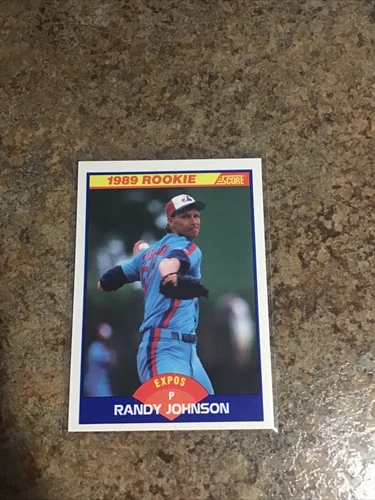 1989 ROOKIE
SCORE
EXPOS
P
RANDY JOHNSON